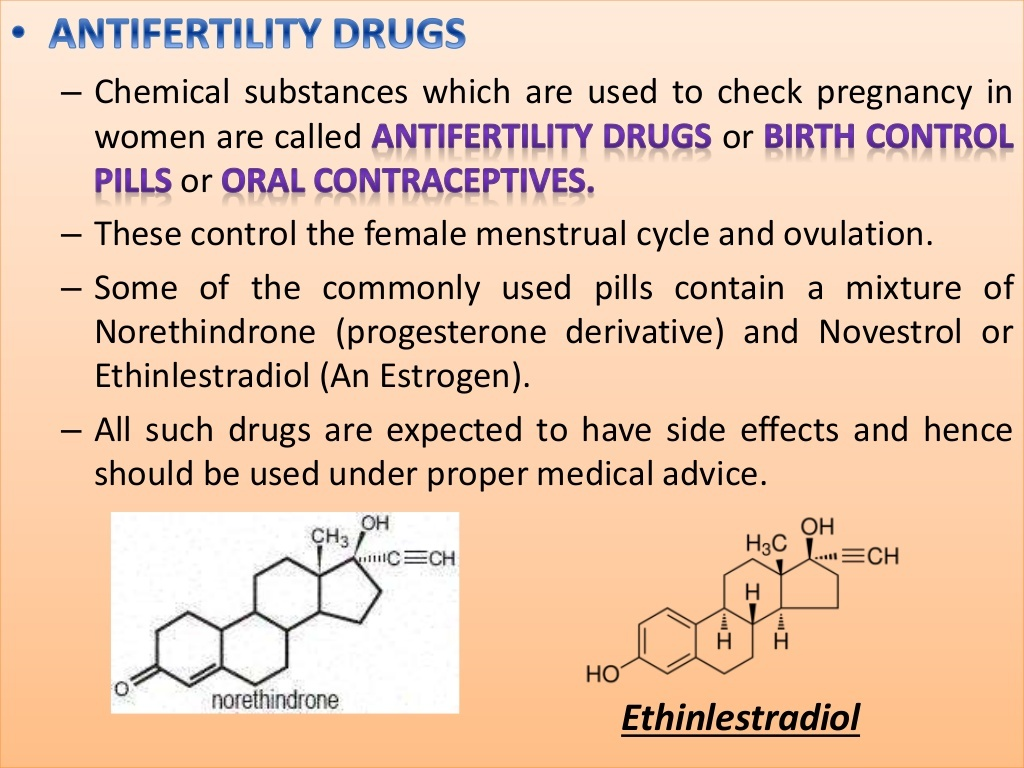 • ANTIFERTILITY DRUGS
– Chemical substances which are used to check pregnancy in
women are called ANTIFERTILITY DRUGS or BIRTH CONTROL
PILLS or ORAL CONTRACEPTIVES.
– These control the female menstrual cycle and ovulation.
– Some of the commonly used pills contain a mixture of
Norethindrone (progesterone derivative) and Novestrol or
Ethinlestradiol (An Estrogen).
– All such drugs are expected to have side effects and hence
should be used under proper medical advice.
OH
CH3
C≡CH
O
norethindrone
OH
H3C
≡CH
H
H H
HO
Ethinlestradiol